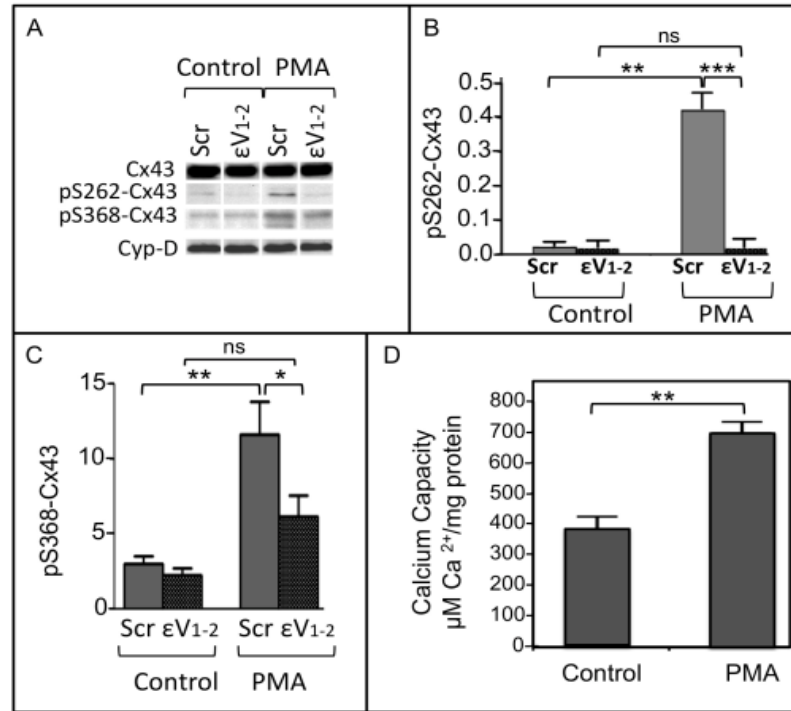 A
Control PMA
Scr εV1-2 Scr εV1-2
Cx43
pS262-Cx43
pS368-Cx43
Cyp-D
B
ns
** ***
pS262-Cx43
0.5
0.4
0.3
0.2
0.1
0.0
Scr εV1-2 Scr εV1-2
Control PMA
C
ns
** *
pS368-Cx43
15
10
5
0
Scr εV1-2 Scr εV1-2
Control PMA
D
**
Calcium Capacity
μM Ca 2+/mg protein
800
700
600
500
400
300
200
100
0
Control PMA